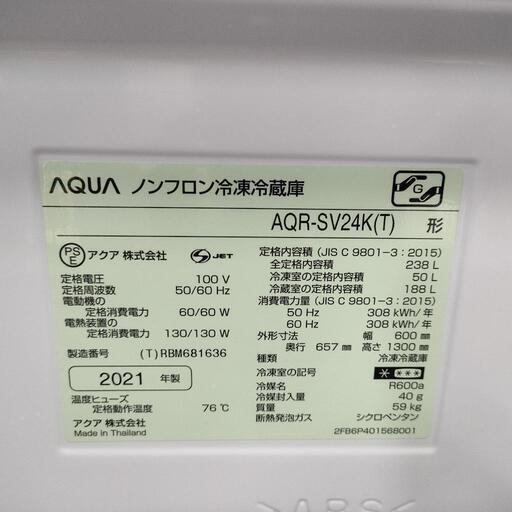 AQUA ノンフロン冷凍冷蔵庫
G
AQR-SV24K(T) 形
PS E アクア 株式会社 S JET
定格電圧 100 V
定格周波数 50/60 Hz
電動機の
定格消費電力 60/60 W
電熱装置の
定格消費電力 130/130 W
製造番号 (T)RBM681636
2021 年製
温度ヒューズ
定格動作温度 76℃
アクア 株式会社
Made in Thailand
定格内容積 (JIS C 9801-3:2015)
全定格内容積 238 L
冷凍室の定格内容積 50 L
冷蔵室の定格内容積 188 L
消費電力量 (JIS C 9801-3:2015)
50 Hz 308 kWh/年
60 Hz 308 kWh/年
外形寸法 幅 600 ㎜
奥行 657 ㎜ 高さ 1300 ㎜
種類 冷凍冷蔵庫
冷凍室の記号 ****
冷媒 R600a
冷媒封入量 40 g
質量 59 kg
断熱発泡ガス シクロペンタン
2FB6P401568001
>ABS<